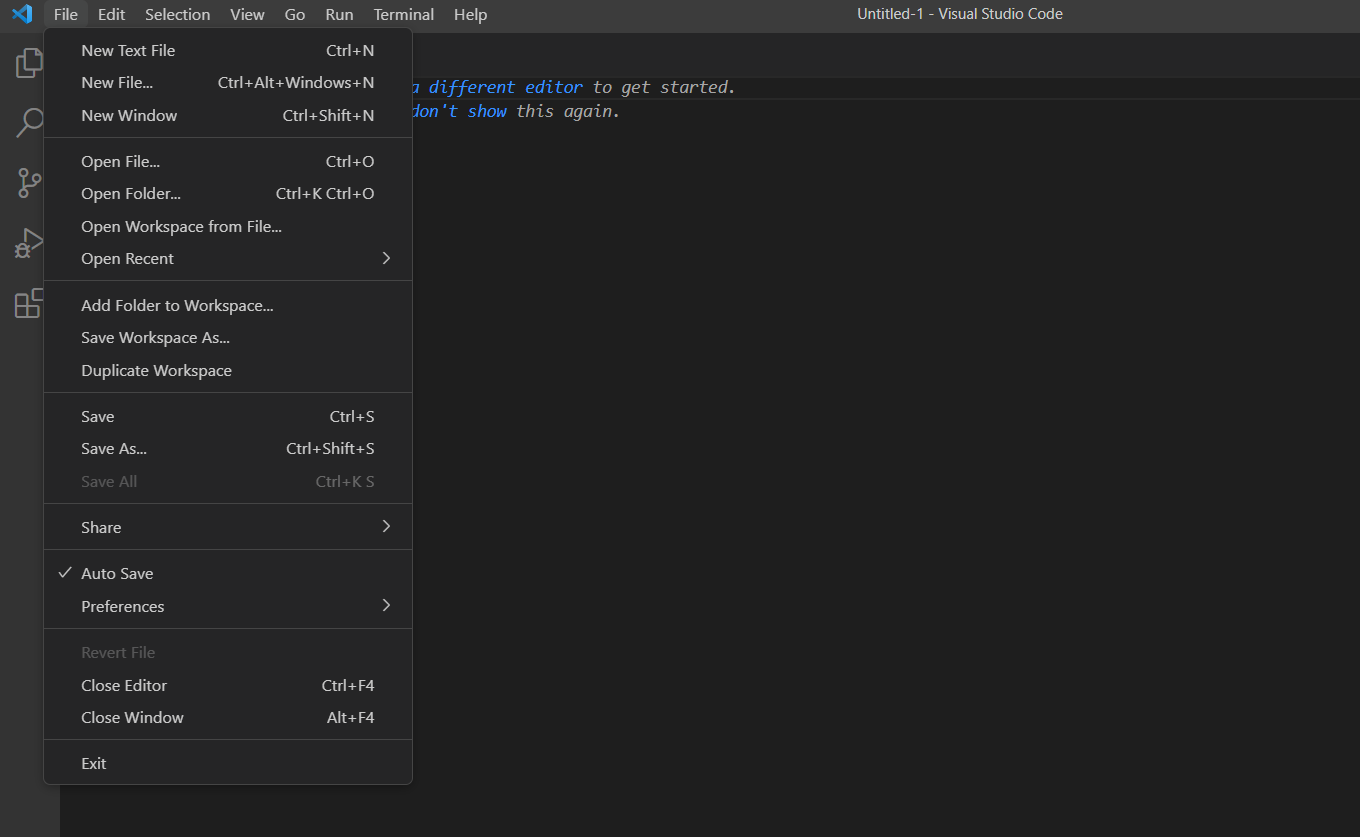 File Edit Selection View Go Run Terminal Help Untitled-1 - Visual Studio Code
New Text File Ctrl+N
New File... Ctrl+Alt+Windows+N
New Window Ctrl+Shift+N
a different editor to get started.
don't show this again.
Open File... Ctrl+O
Open Folder... Ctrl+K Ctrl+O
Open Workspace from File...
Open Recent
Add Folder to Workspace...
Save Workspace As...
Duplicate Workspace
Save Ctrl+S
Save As... Ctrl+Shift+S
Save All Ctrl+K S
Share
Auto Save
Preferences
Revert File
Close Editor Ctrl+F4
Close Window Alt+F4
Exit